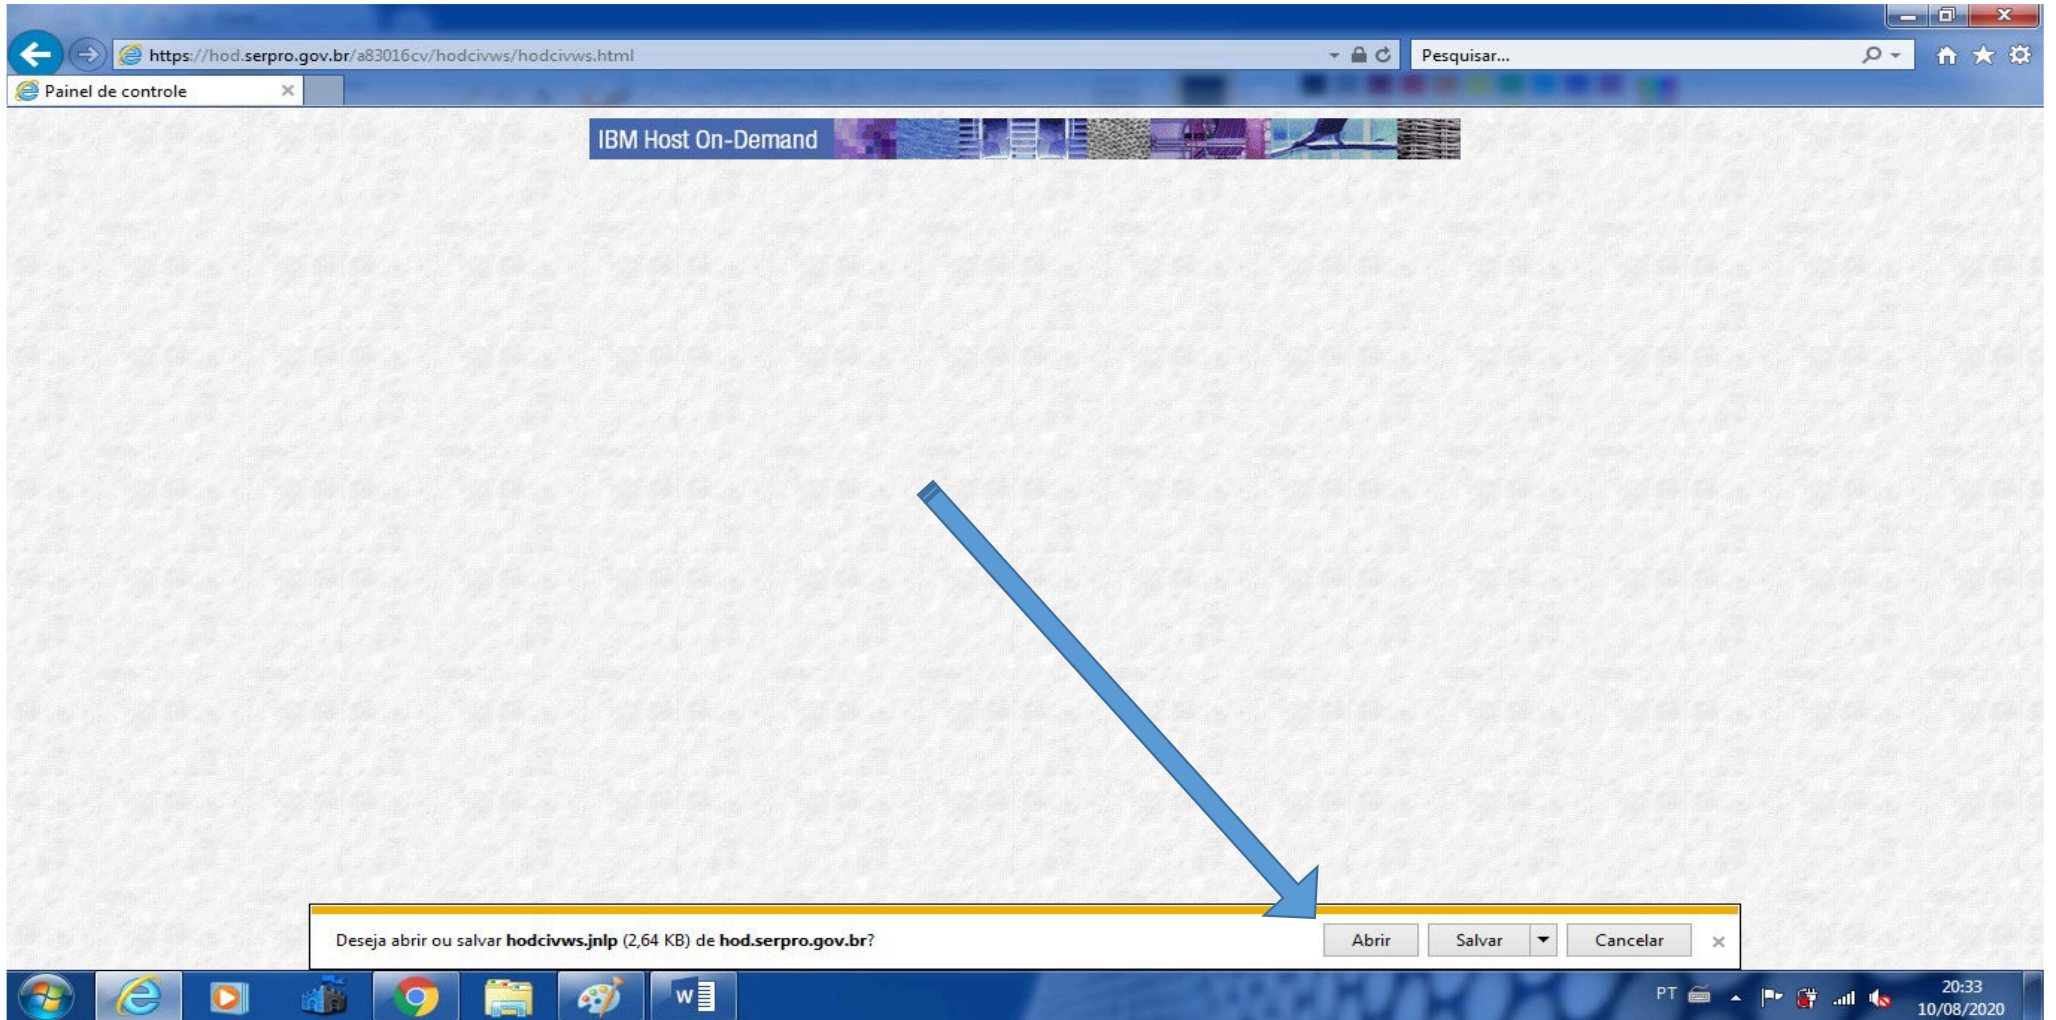 https://hod.serpro.gov.br/a83016cv/hodcivws/hodcivws.html
Pesquisar...
Painel de controle
IBM Host On-Demand
Deseja abrir ou salvar hodcivws.jnlp (2,64 KB) de hod.serpro.gov.br?
Abrir
Salvar
Cancelar
W
PT
20:33
10/08/2020